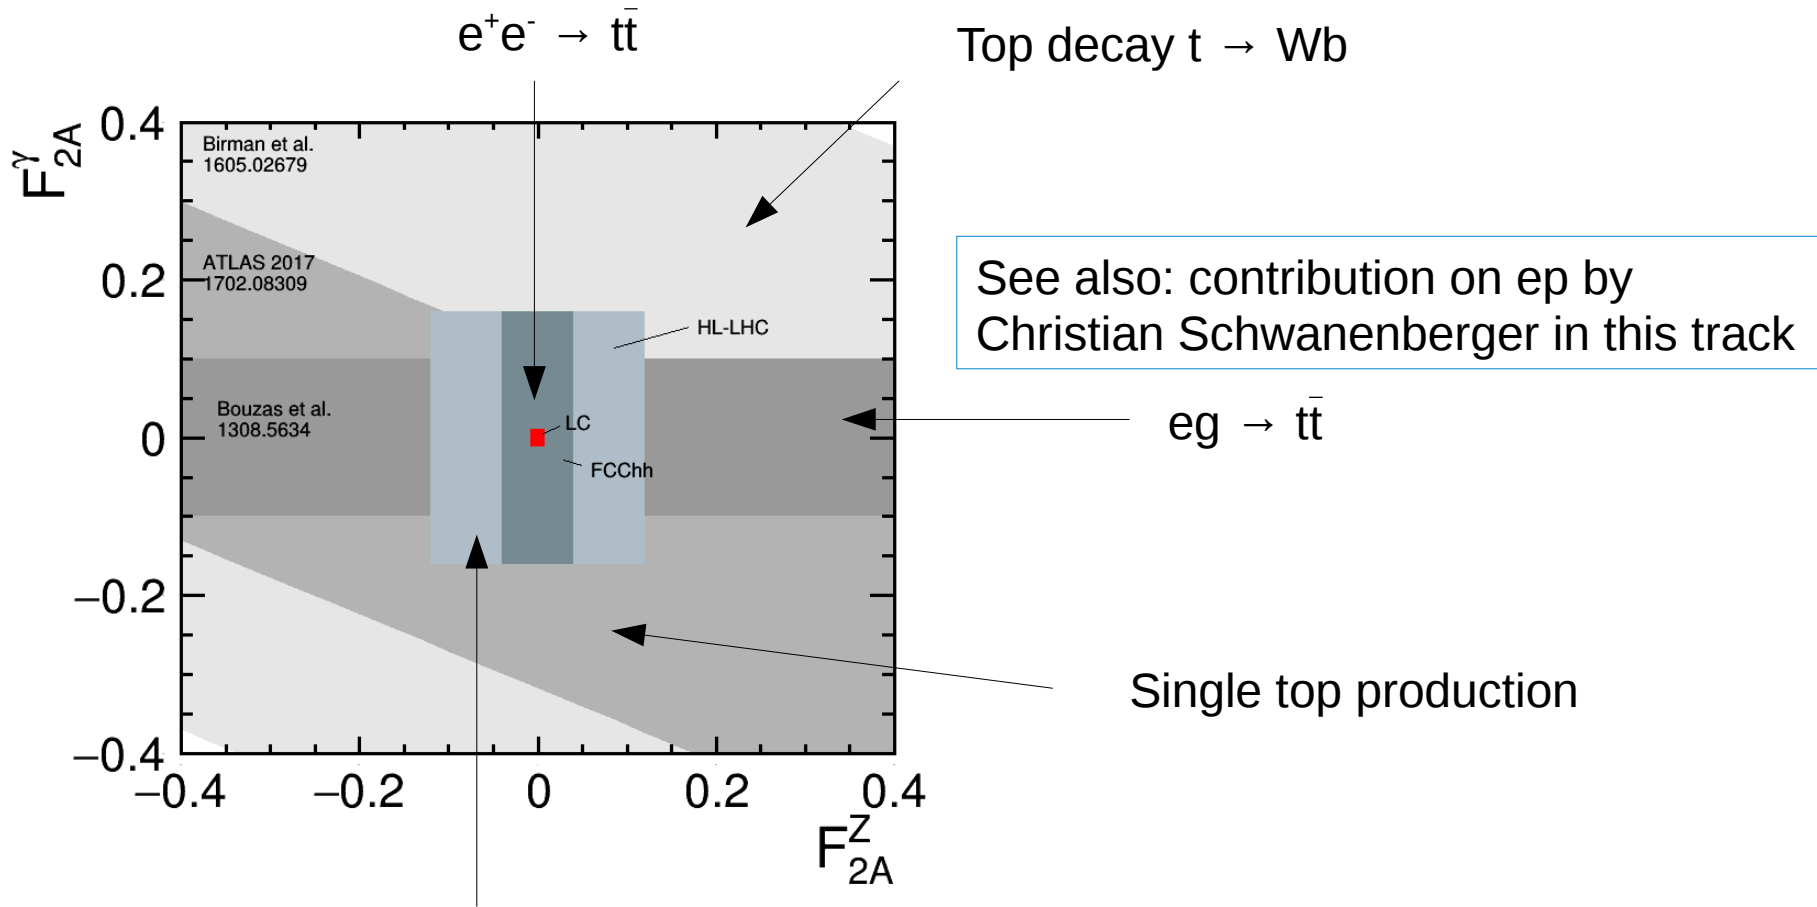 e⁺e⁻ → tt̄
Top decay t → Wb
F^γ_2A
0.4
0.2
0
−0.2
−0.4
Birman et al.
1605.02679
ATLAS 2017
1702.08309
Bouzas et al.
1308.5634
HL-LHC
LC
FCChh
See also: contribution on ep by
Christian Schwanenberger in this track
eg → tt̄
Single top production
−0.4 −0.2 0 0.2 0.4
F^Z_2A